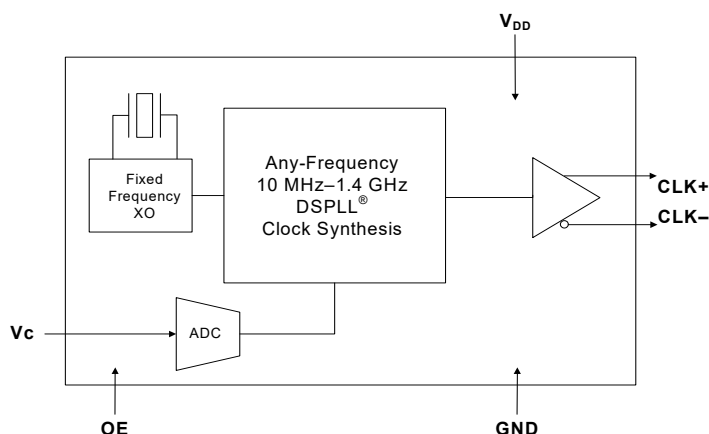 VDD
Fixed
Frequency
XO
Any-Frequency
10 MHz–1.4 GHz
DSPLL®
Clock Synthesis
CLK+
CLK–
Vc
ADC
OE
GND